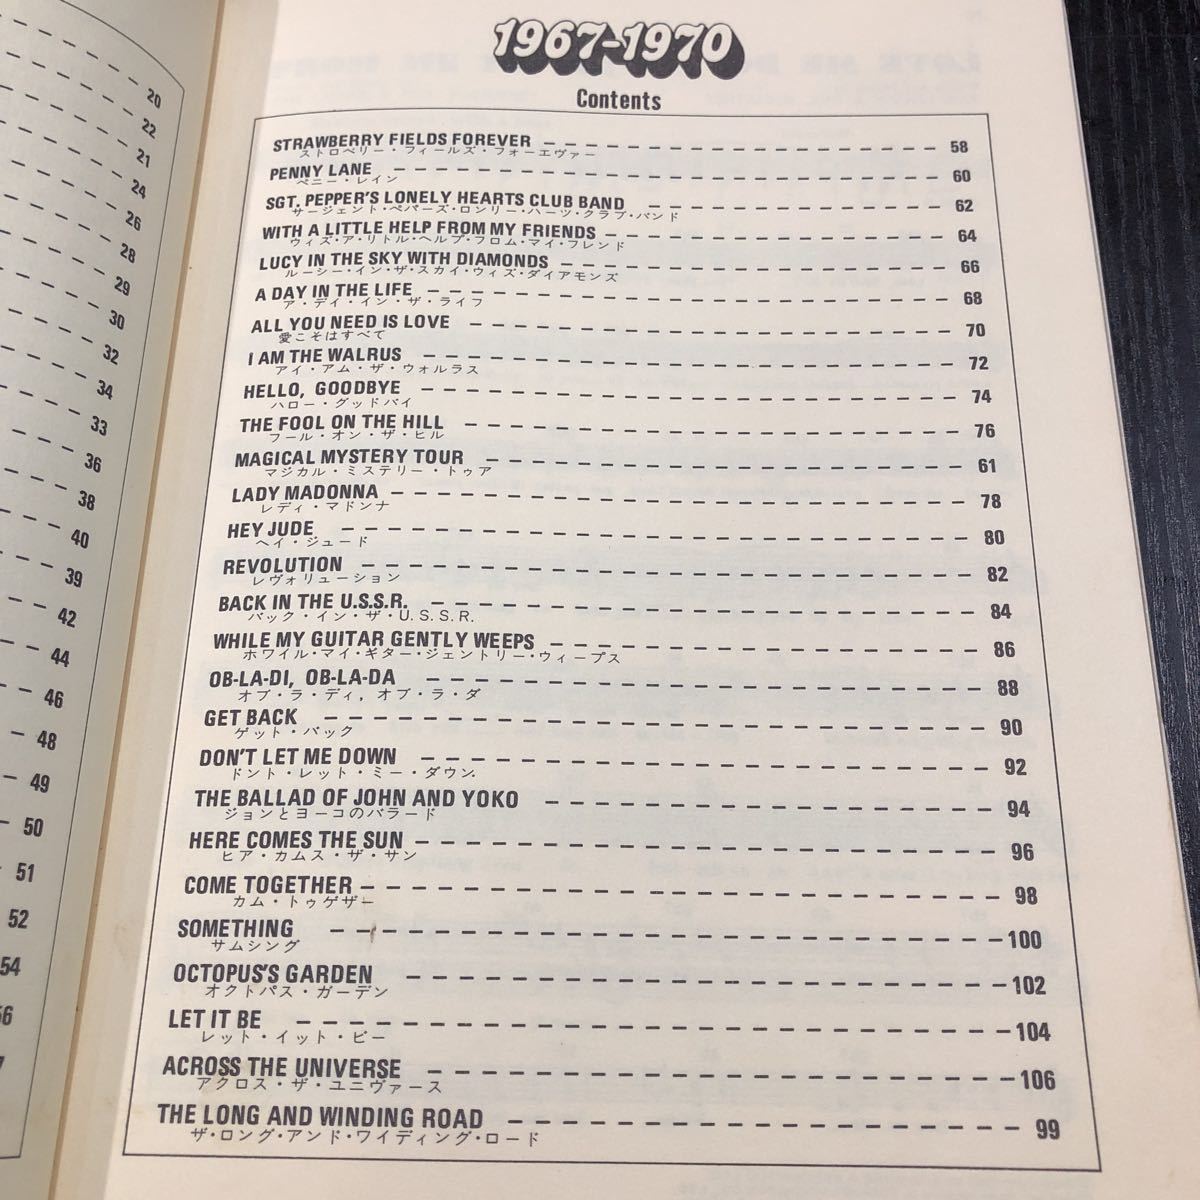 20
22
21
24
26
28
29
30
32
34
33
36
38
40
39
42
44
46
48
49
50
51
52
54
56
7
1967-1970
Contents
STRAWBERRY FIELDS FOREVER 58
ストロベリー・フィールズ・フォーエヴァー
PENNY LANE 60
ペニー・レイン
SGT. PEPPER'S LONELY HEARTS CLUB BAND 62
サージェント・ペパーズ・ロンリー・ハーツ・クラブ・バンド
WITH A LITTLE HELP FROM MY FRIENDS 64
ウィズ・ア・リトル・ヘルプ・フロム・マイ・フレンド
LUCY IN THE SKY WITH DIAMONDS 66
ルーシー・イン・ザ・スカイ・ウィズ・ダイアモンズ
A DAY IN THE LIFE 68
ア・デイ・イン・ザ・ライフ
ALL YOU NEED IS LOVE 70
愛こそはすべて
I AM THE WALRUS 72
アイ・アム・ザ・ウォルラス
HELLO, GOODBYE 74
ハロー・グッドバイ
THE FOOL ON THE HILL 76
フール・オン・ザ・ヒル
MAGICAL MYSTERY TOUR 61
マジカル・ミステリー・トゥア
LADY MADONNA 78
レディ・マドンナ
HEY JUDE 80
ヘイ・ジュード
REVOLUTION 82
レヴォリューション
BACK IN THE U.S.S.R. 84
バック・イン・ザ・U.S.S.R.
WHILE MY GUITAR GENTLY WEEPS 86
ホワイル・マイ・ギター・ジェントリー・ウィープス
OB-LA-DI, OB-LA-DA 88
オブ・ラ・ディ, オブ・ラ・ダ
GET BACK 90
ゲット・バック
DON'T LET ME DOWN 92
ドント・レット・ミー・ダウン
THE BALLAD OF JOHN AND YOKO 94
ジョンとヨーコのバラード
HERE COMES THE SUN 96
ヒア・カムス・ザ・サン
COME TOGETHER 98
カム・トゥゲザー
SOMETHING 100
サムシング
OCTOPUS'S GARDEN 102
オクトパス・ガーデン
LET IT BE 104
レット・イット・ビー
ACROSS THE UNIVERSE 106
アクロス・ザ・ユニヴァース
THE LONG AND WINDING ROAD 99
ザ・ロング・アンド・ワイディング・ロード